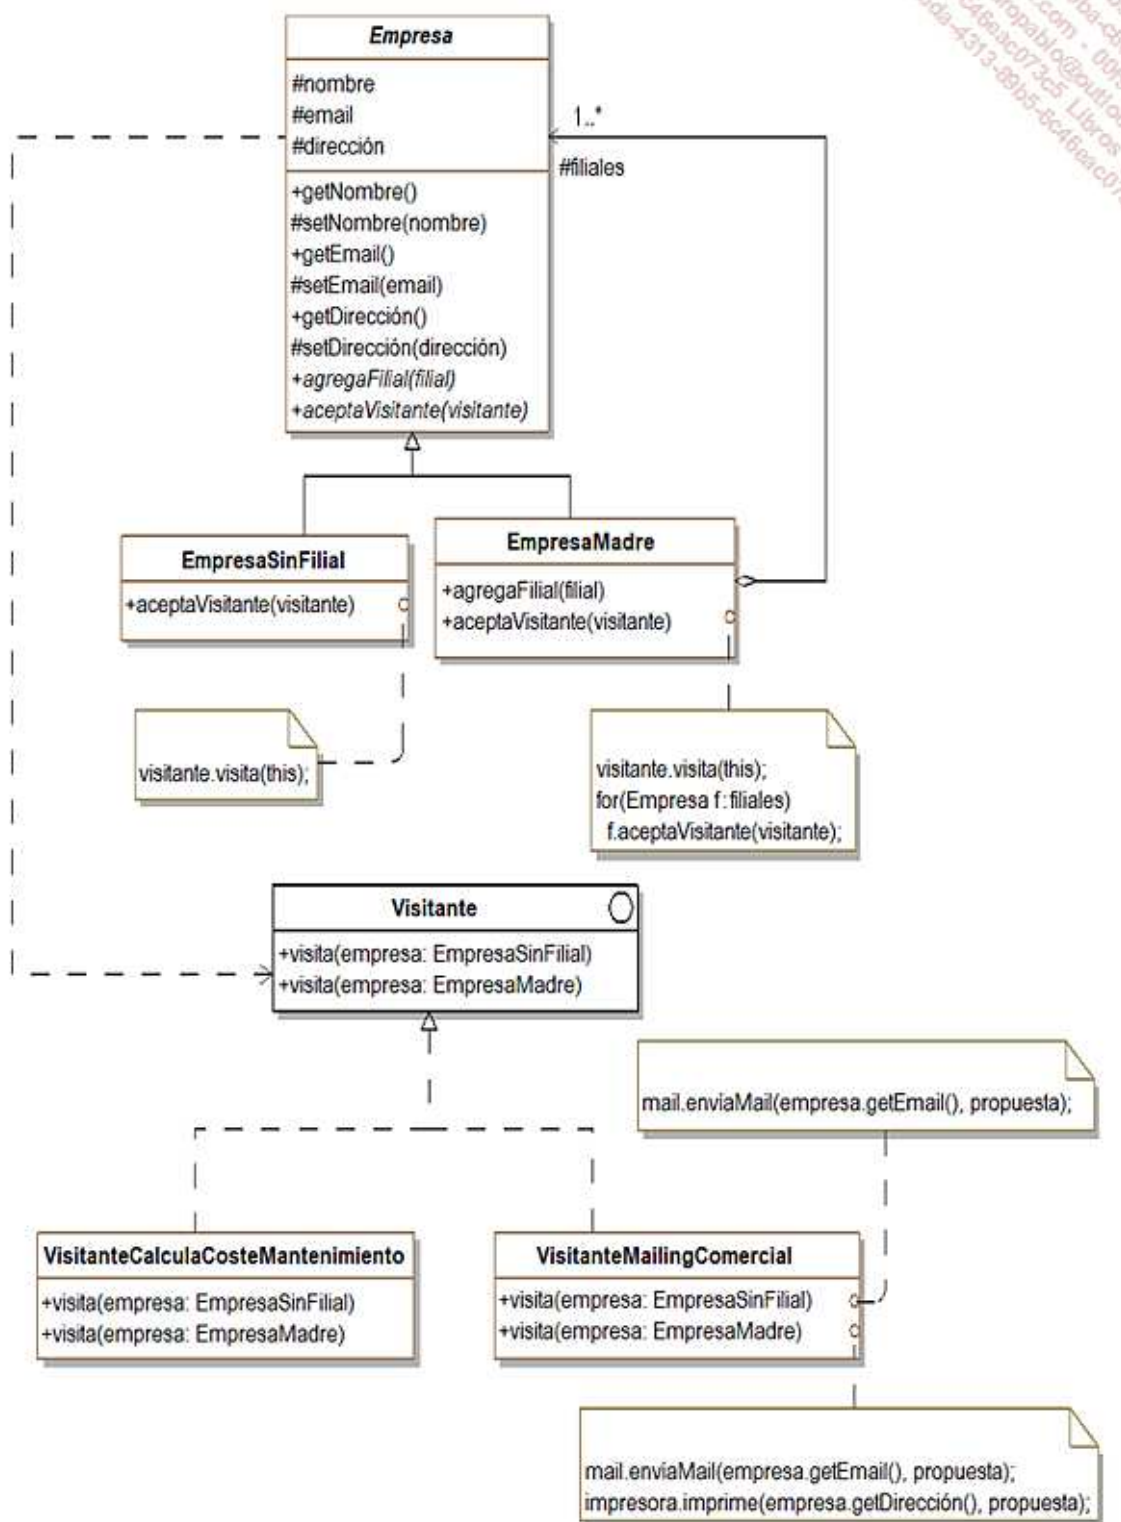 Empresa
#nombre
#email
#dirección
+getNombre()
#setNombre(nombre)
+getEmail()
#setEmail(email)
+getDirección()
#setDirección(dirección)
+agregaFilial(filial)
+aceptaVisitante(visitante)
1..*
#filiales
EmpresaSinFilial
+aceptaVisitante(visitante)
EmpresaMadre
+agregaFilial(filial)
+aceptaVisitante(visitante)
visitante.visita(this);
visitante.visita(this);
for(Empresa f:filiales)
f.aceptaVisitante(visitante);
Visitante
+visita(empresa: EmpresaSinFilial)
+visita(empresa: EmpresaMadre)
mail.envíaMail(empresa.getEmail(), propuesta);
VisitanteCalculaCosteMantenimiento
+visita(empresa: EmpresaSinFilial)
+visita(empresa: EmpresaMadre)
VisitanteMailingComercial
+visita(empresa: EmpresaSinFilial)
+visita(empresa: EmpresaMadre)
mail.envíaMail(empresa.getEmail(), propuesta);
impresora.imprime(empresa.getDirección(), propuesta);